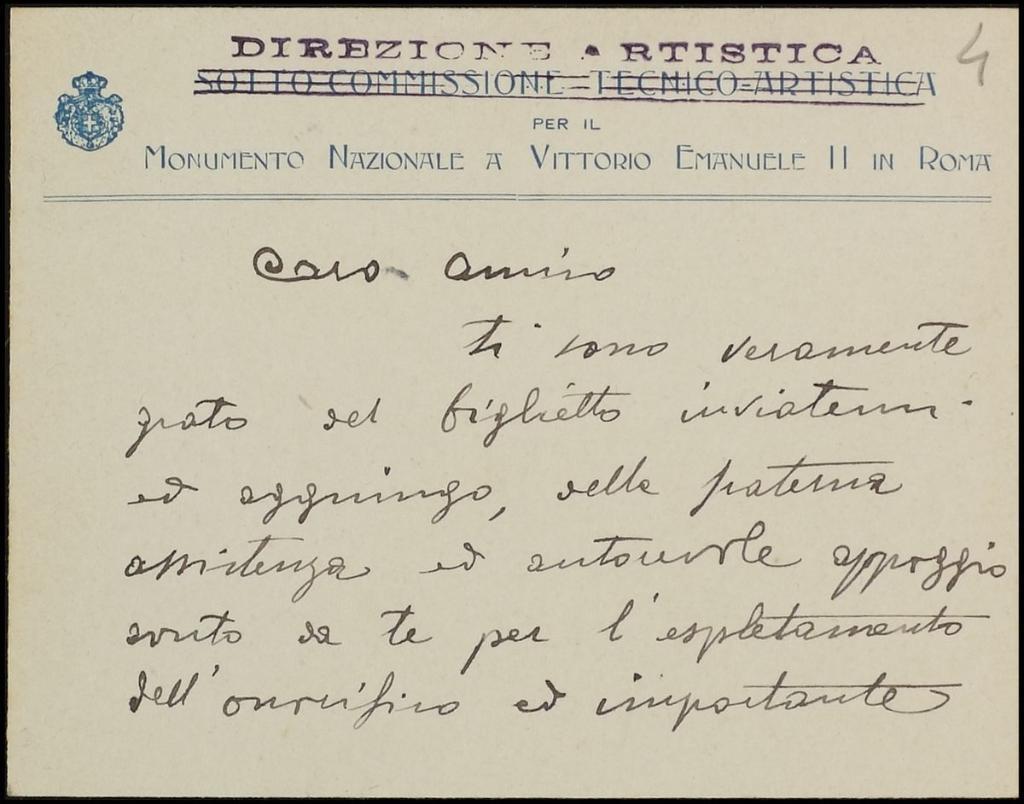 4
DIREZIONE ARTISTICA
SOTTO COMMISSIONE TECNICO=ARTISTICA
PER IL
MONUMENTO NAZIONALE A VITTORIO EMANUELE II IN ROMA
Caro amico
ti sono veramente
grato del biglietto inviatemi
ed aggiungo, della fraterna
assistenza ed autorevole appoggio
avuto da te per l'espletamento
dell'onorifico ed importante